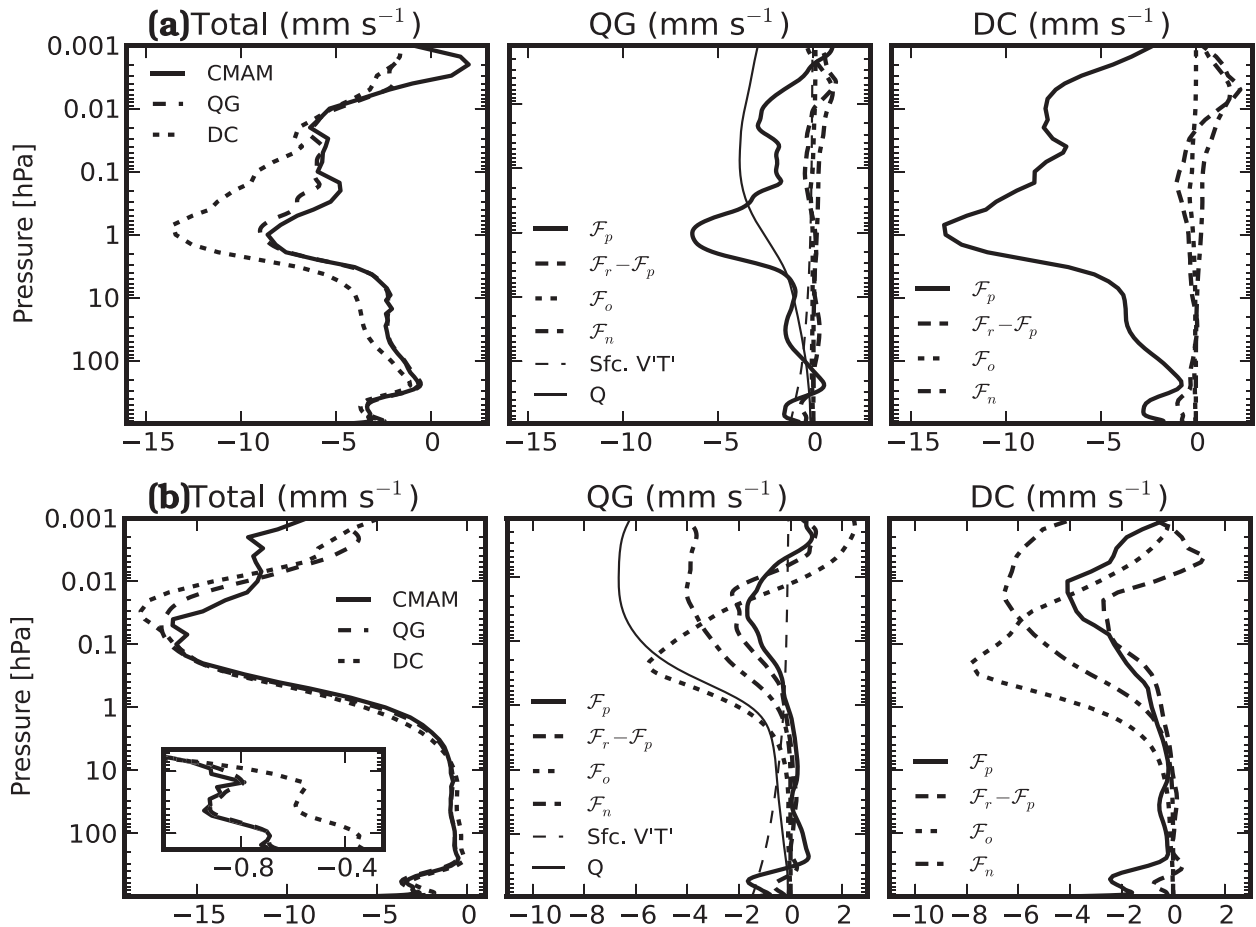 (a) Total (mm s⁻¹)
QG (mm s⁻¹)
DC (mm s⁻¹)
Pressure [hPa]
0.001
0.01
0.1
1
10
100
CMAM
QG
DC
−15 −10 −5 0
ℱp
ℱr−ℱp
ℱo
ℱn
Sfc. V'T'
Q
−15 −10 −5 0
ℱp
ℱr−ℱp
ℱo
ℱn
−15 −10 −5 0
(b) Total (mm s⁻¹)
QG (mm s⁻¹)
DC (mm s⁻¹)
Pressure [hPa]
0.001
0.01
0.1
1
10
100
CMAM
QG
DC
−0.8 −0.4
−15 −10 −5 0
ℱp
ℱr−ℱp
ℱo
ℱn
Sfc. V'T'
Q
−10 −8 −6 −4 −2 0 2
ℱp
ℱr−ℱp
ℱo
ℱn
−10 −8 −6 −4 −2 0 2